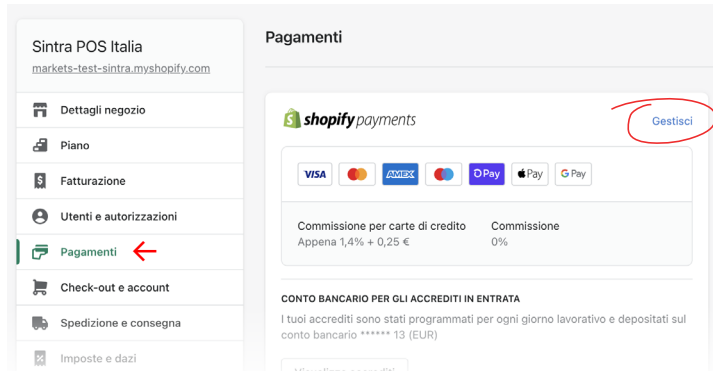 Sintra POS Italia
markets-test-sintra.myshopify.com
Dettagli negozio
Piano
Fatturazione
Utenti e autorizzazioni
Pagamenti
Check-out e account
Spedizione e consegna
Imposte e dazi
Pagamenti
shopify payments
Gestisci
VISA AMEX Pay Pay G Pay
Commissione per carte di credito
Appena 1,4% + 0,25 €
Commissione
0%
CONTO BANCARIO PER GLI ACCREDITI IN ENTRATA
I tuoi accrediti sono stati programmati per ogni giorno lavorativo e depositati sul
conto bancario ****** 13 (EUR)
Visualizza accrediti